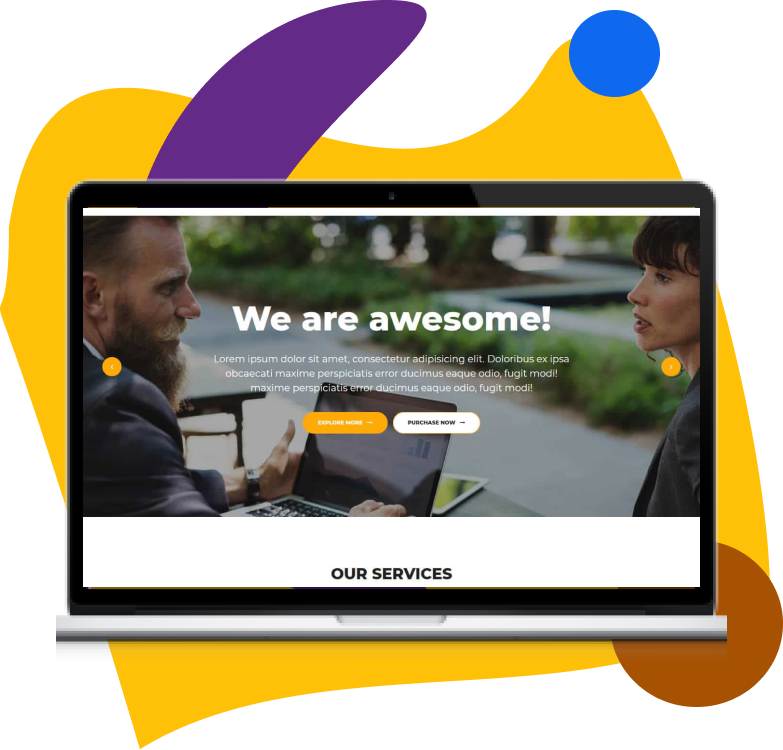 We are awesome!
Lorem ipsum dolor sit amet, consectetur adipisicing elit. Doloribus ex ipsa
obcaecati maxime perspiciatis error ducimus eaque odio, fugit modi!
maxime perspiciatis error ducimus eaque odio, fugit modi!
EXPLORE MORE →
PURCHASE NOW →
OUR SERVICES